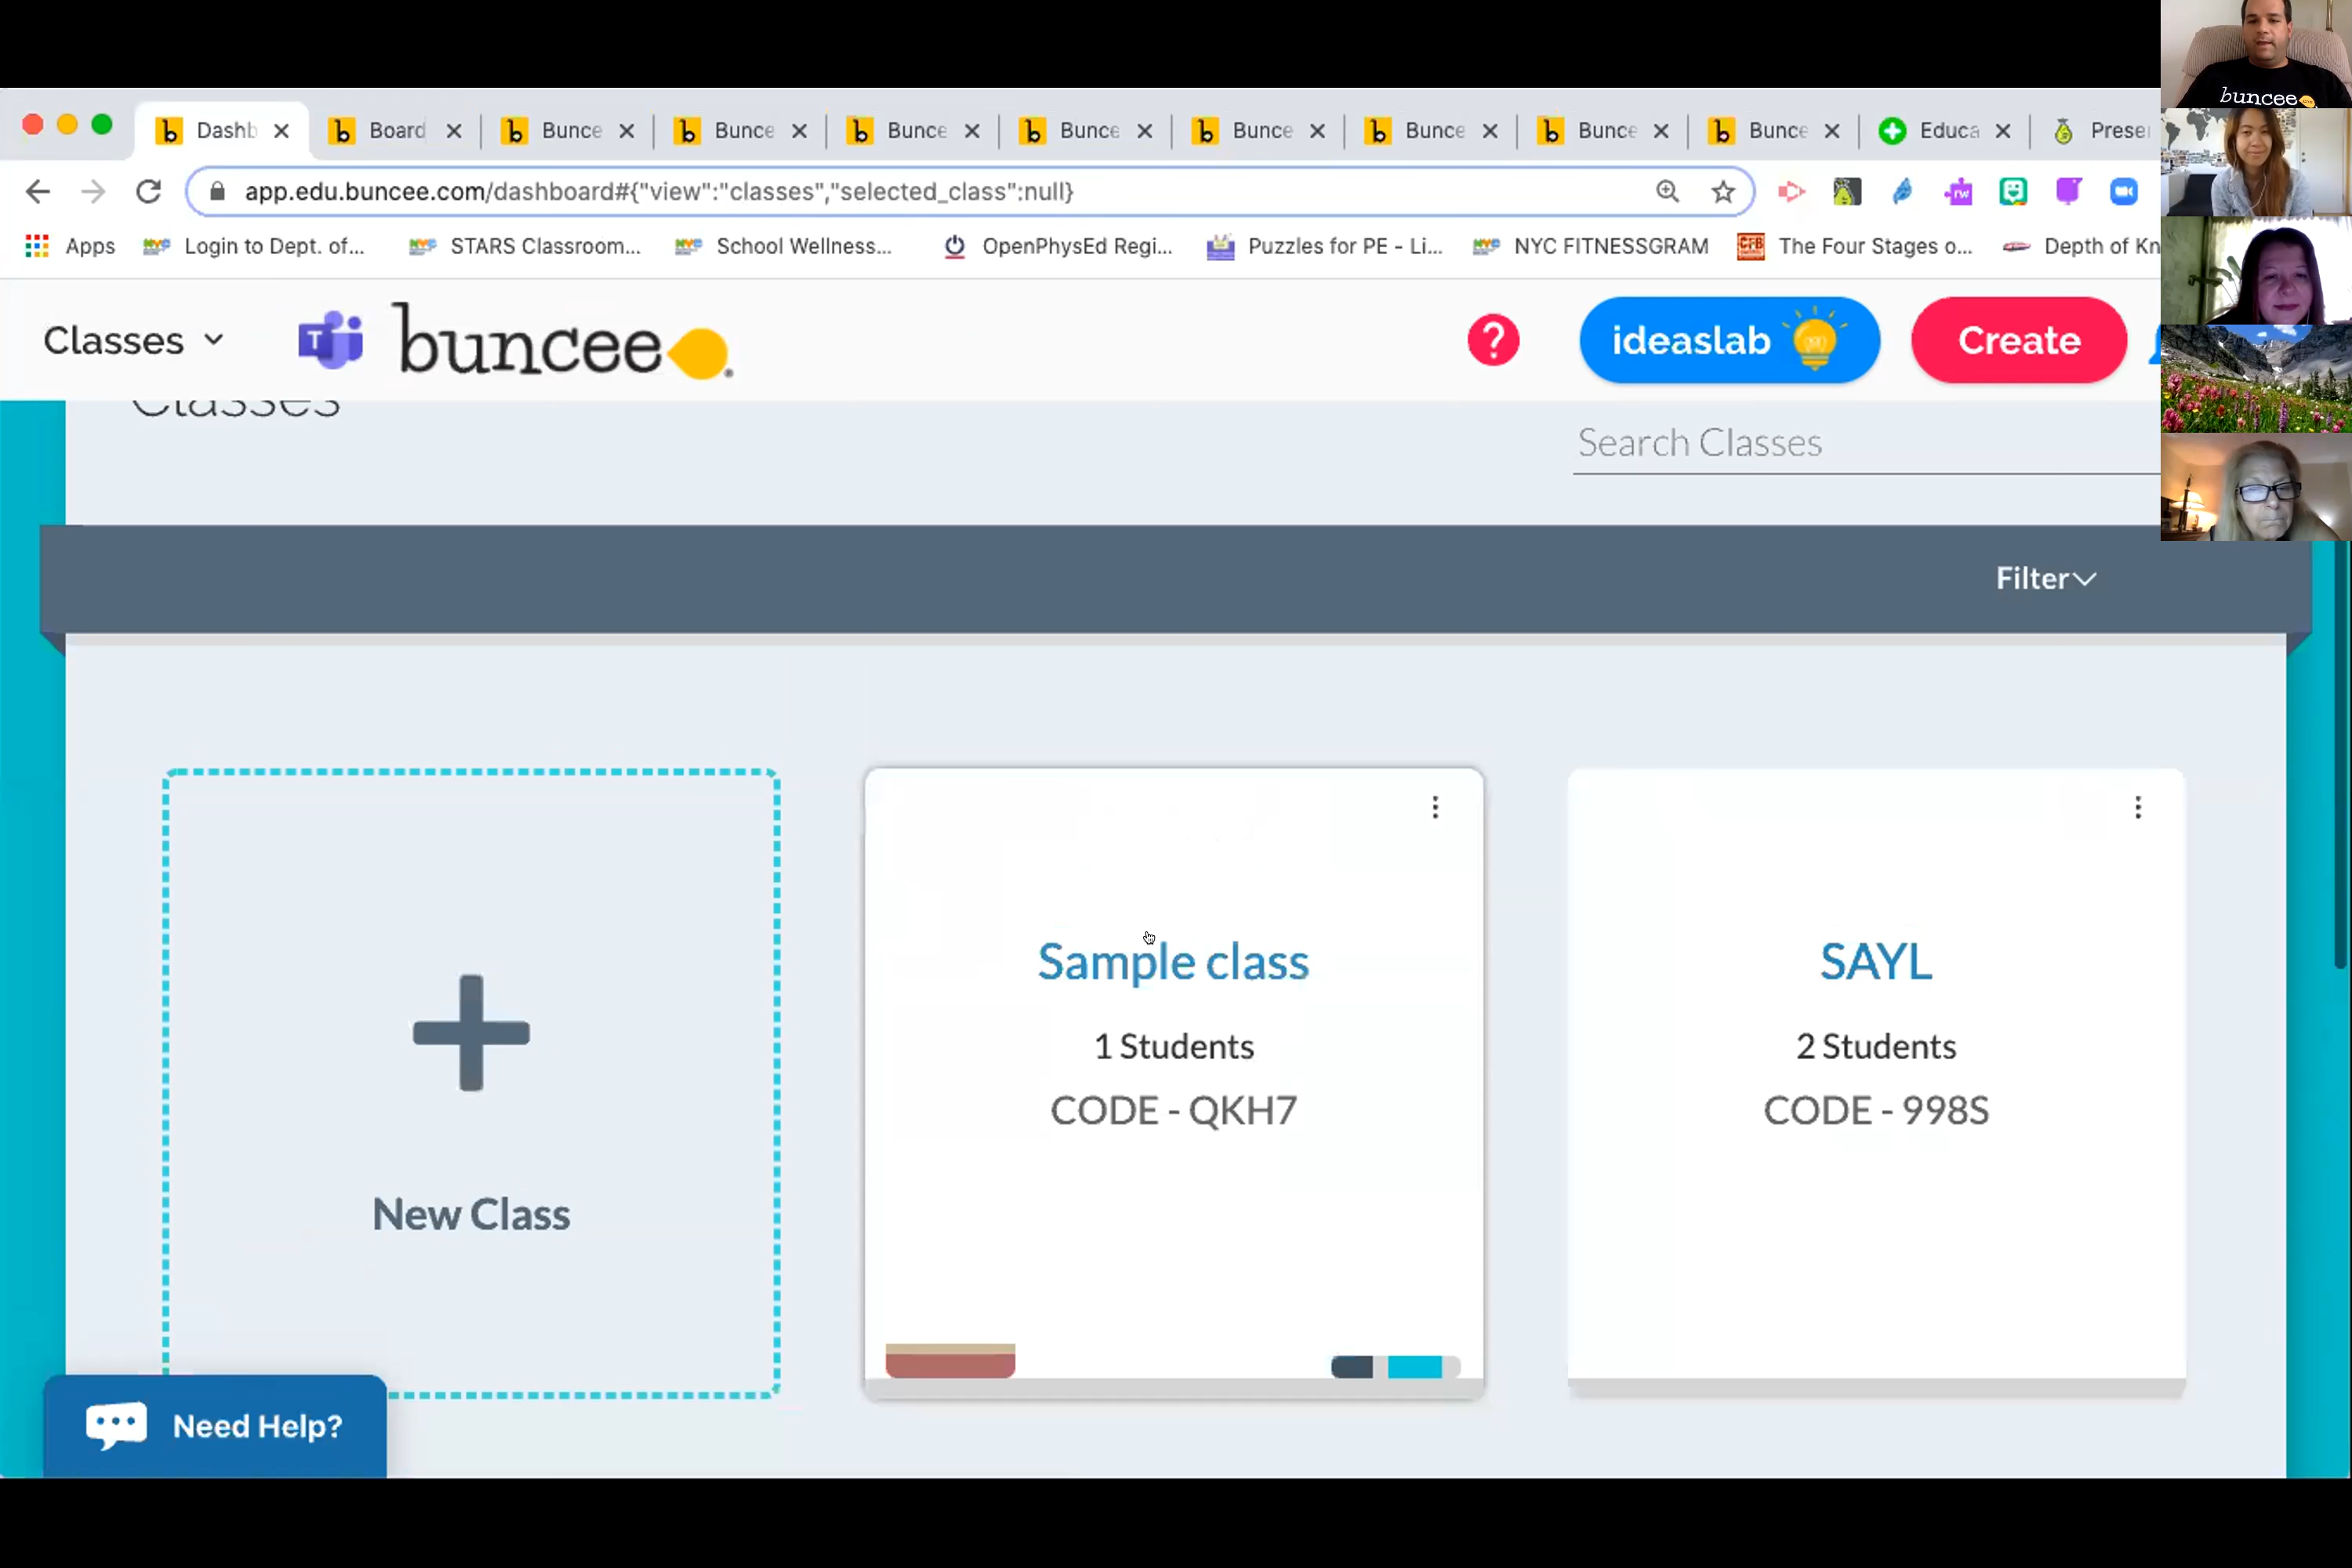 Dashb
Board
Bunce
Bunce
Bunce
Bunce
Bunce
Bunce
Bunce
Bunce
Educa
Prese
app.edu.buncee.com/dashboard#{"view":"classes","selected_class":null}
Apps
Login to Dept. of...
STARS Classroom...
School Wellness...
OpenPhysEd Regi...
Puzzles for PE - Li...
NYC FITNESSGRAM
The Four Stages o...
Depth of Kn
Classes
T
buncee
?
ideaslab
Create
buncee
Classes
Search Classes
Filter
New Class
Sample class
1 Students
CODE - QKH7
SAYL
2 Students
CODE - 998S
Need Help?